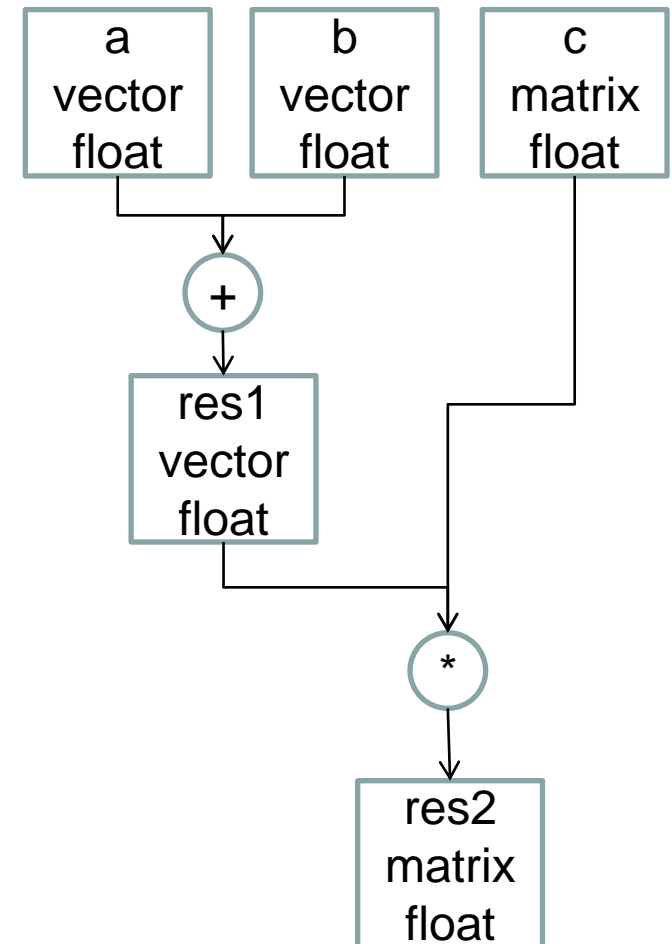 a
vector
float
b
vector
float
c
matrix
float
+
res1
vector
float
*
res2
matrix
float